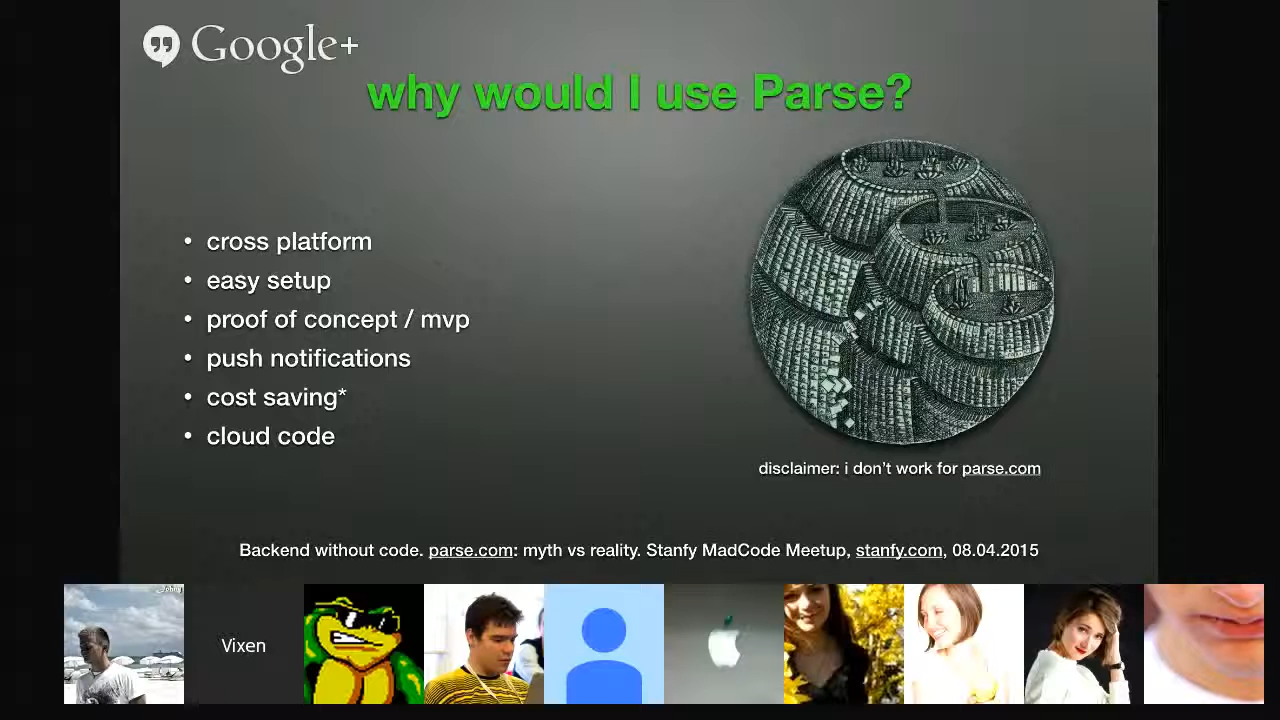 Google+
why would I use Parse?
• cross platform
• easy setup
• proof of concept / mvp
• push notifications
• cost saving*
• cloud code
disclaimer: i don't work for parse.com
Backend without code. parse.com: myth vs reality. Stanfy MadCode Meetup, stanfy.com, 08.04.2015
Vixen